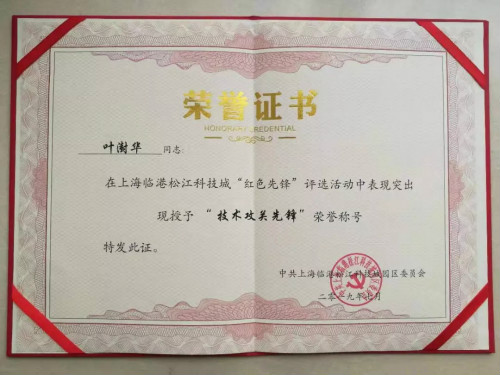 荣誉证书
HONORARY CREDENTIAL
叶澍华 同志:
在上海临港松江科技城“红色先锋”评选活动中表现突出
现授予 “技术攻关先锋” 荣誉称号
特发此证。
中共上海临港松江科技城园区委员会
二〇一九年七月